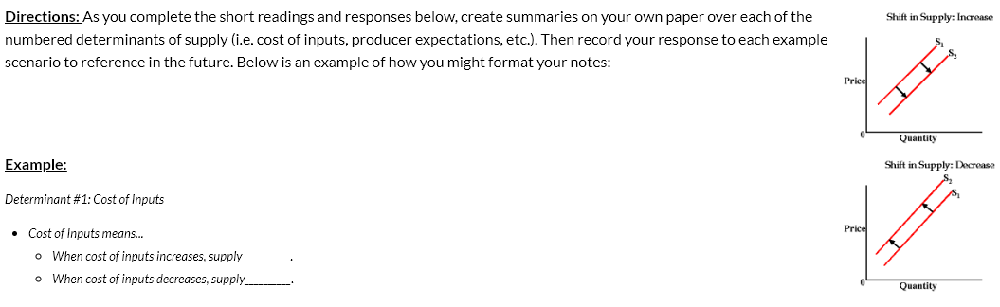 Directions: As you complete the short readings and responses below, create summaries on your own paper over each of the
numbered determinants of supply (i.e. cost of inputs, producer expectations, etc.). Then record your response to each example
scenario to reference in the future. Below is an example of how you might format your notes:
Shift in Supply: Increase
S1
S2
Price
0
Quantity
Example:
Determinant #1: Cost of Inputs
• Cost of Inputs means...
o When cost of inputs increases, supply __________.
o When cost of inputs decreases, supply__________.
Shift in Supply: Decrease
S2
S1
Price
0
Quantity